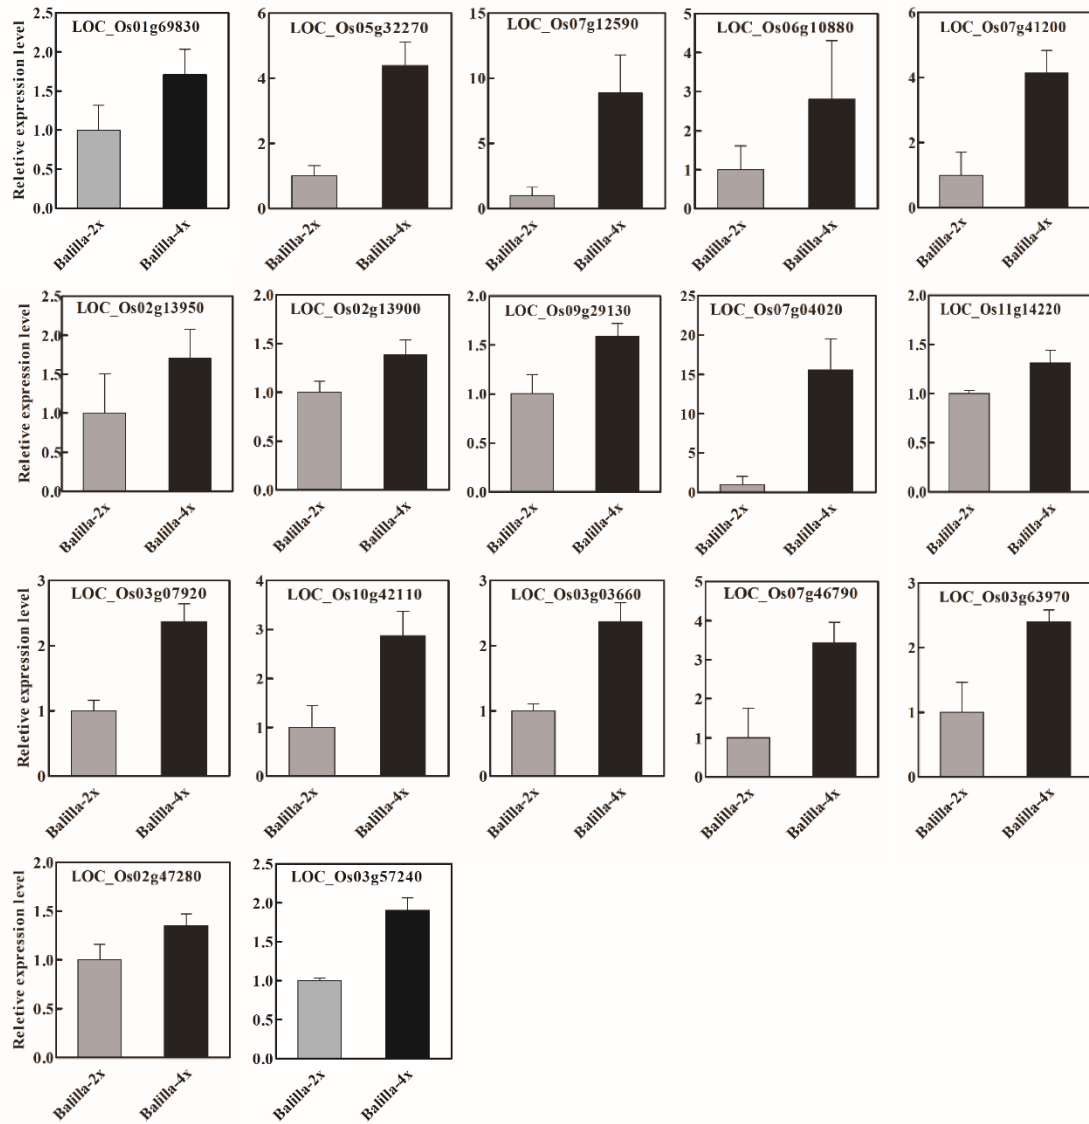 Reletive expression level
LOC_Os01g69830
2.5
2.0
1.5
1.0
0.5
0.0
Balilla-2x
Balilla-4x
LOC_Os05g32270
6
4
2
0
Balilla-2x
Balilla-4x
LOC_Os07g12590
15
10
5
0
Balilla-2x
Balilla-4x
LOC_Os06g10880
5
4
3
2
1
0
Balilla-2x
Balilla-4x
LOC_Os07g41200
6
4
2
0
Balilla-2x
Balilla-4x
Reletive expression level
LOC_Os02g13950
2.5
2.0
1.5
1.0
0.5
0.0
Balilla-2x
Balilla-4x
LOC_Os02g13900
2.0
1.5
1.0
0.5
0.0
Balilla-2x
Balilla-4x
LOC_Os09g29130
2.0
1.5
1.0
0.5
0.0
Balilla-2x
Balilla-4x
LOC_Os07g04020
25
20
15
10
5
0
Balilla-2x
Balilla-4x
LOC_Os11g14220
2.0
1.5
1.0
0.5
0.0
Balilla-2x
Balilla-4x
Reletive expression level
LOC_Os03g07920
3
2
1
0
Balilla-2x
Balilla-4x
LOC_Os10g42110
4
3
2
1
0
Balilla-2x
Balilla-4x
LOC_Os03g03660
3
2
1
0
Balilla-2x
Balilla-4x
LOC_Os07g46790
5
4
3
2
1
0
Balilla-2x
Balilla-4x
LOC_Os03g63970
3
2
1
0
Balilla-2x
Balilla-4x
Reletive expression level
LOC_Os02g47280
2.0
1.5
1.0
0.5
0.0
Balilla-2x
Balilla-4x
LOC_Os03g57240
2.5
2.0
1.5
1.0
0.5
0.0
Balilla-2x
Balilla-4x